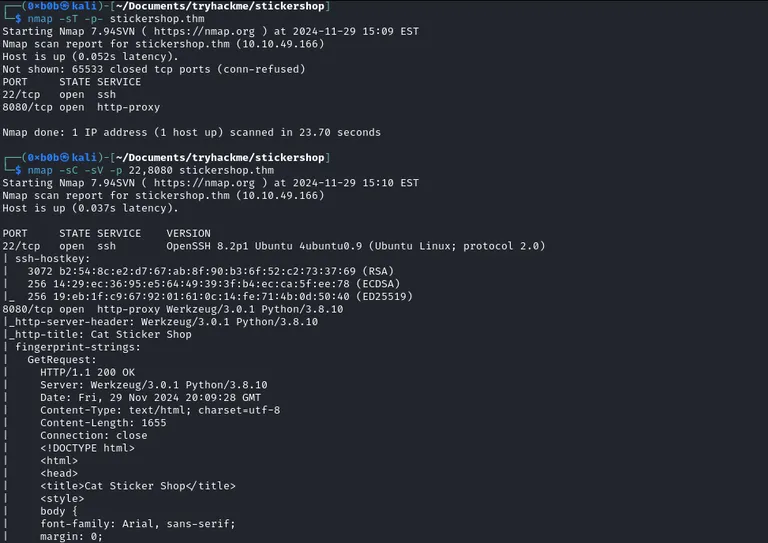 ┌──(0×b0b㉿kali)-[~/Documents/tryhackme/stickershop]
└─$ nmap -sT -p- stickershop.thm
Starting Nmap 7.94SVN ( https://nmap.org ) at 2024-11-29 15:09 EST
Nmap scan report for stickershop.thm (10.10.49.166)
Host is up (0.052s latency).
Not shown: 65533 closed tcp ports (conn-refused)
PORT     STATE SERVICE
22/tcp   open  ssh
8080/tcp open  http-proxy
Nmap done: 1 IP address (1 host up) scanned in 23.70 seconds
┌──(0×b0b㉿kali)-[~/Documents/tryhackme/stickershop]
└─$ nmap -sC -sV -p 22,8080 stickershop.thm
Starting Nmap 7.94SVN ( https://nmap.org ) at 2024-11-29 15:10 EST
Nmap scan report for stickershop.thm (10.10.49.166)
Host is up (0.037s latency).
PORT     STATE SERVICE    VERSION
22/tcp   open  ssh        OpenSSH 8.2p1 Ubuntu 4ubuntu0.9 (Ubuntu Linux; protocol 2.0)
| ssh-hostkey:
|   3072 b2:54:8c:e2:d7:67:ab:8f:90:b3:6f:52:c2:73:37:69 (RSA)
|   256 14:29:ec:36:95:e5:64:49:39:3f:b4:ec:ca:5f:ee:78 (ECDSA)
|_  256 19:eb:1f:c9:67:92:01:61:0c:14:fe:71:4b:0d:50:40 (ED25519)
8080/tcp open  http-proxy Werkzeug/3.0.1 Python/3.8.10
|_http-server-header: Werkzeug/3.0.1 Python/3.8.10
|_http-title: Cat Sticker Shop
| fingerprint-strings:
|   GetRequest:
|     HTTP/1.1 200 OK
|     Server: Werkzeug/3.0.1 Python/3.8.10
|     Date: Fri, 29 Nov 2024 20:09:28 GMT
|     Content-Type: text/html; charset=utf-8
|     Content-Length: 1655
|     Connection: close
|     <!DOCTYPE html>
|     <html>
|     <head>
|     <title>Cat Sticker Shop</title>
|     <style>
|     body {
|     font-family: Arial, sans-serif;
|     margin: 0;